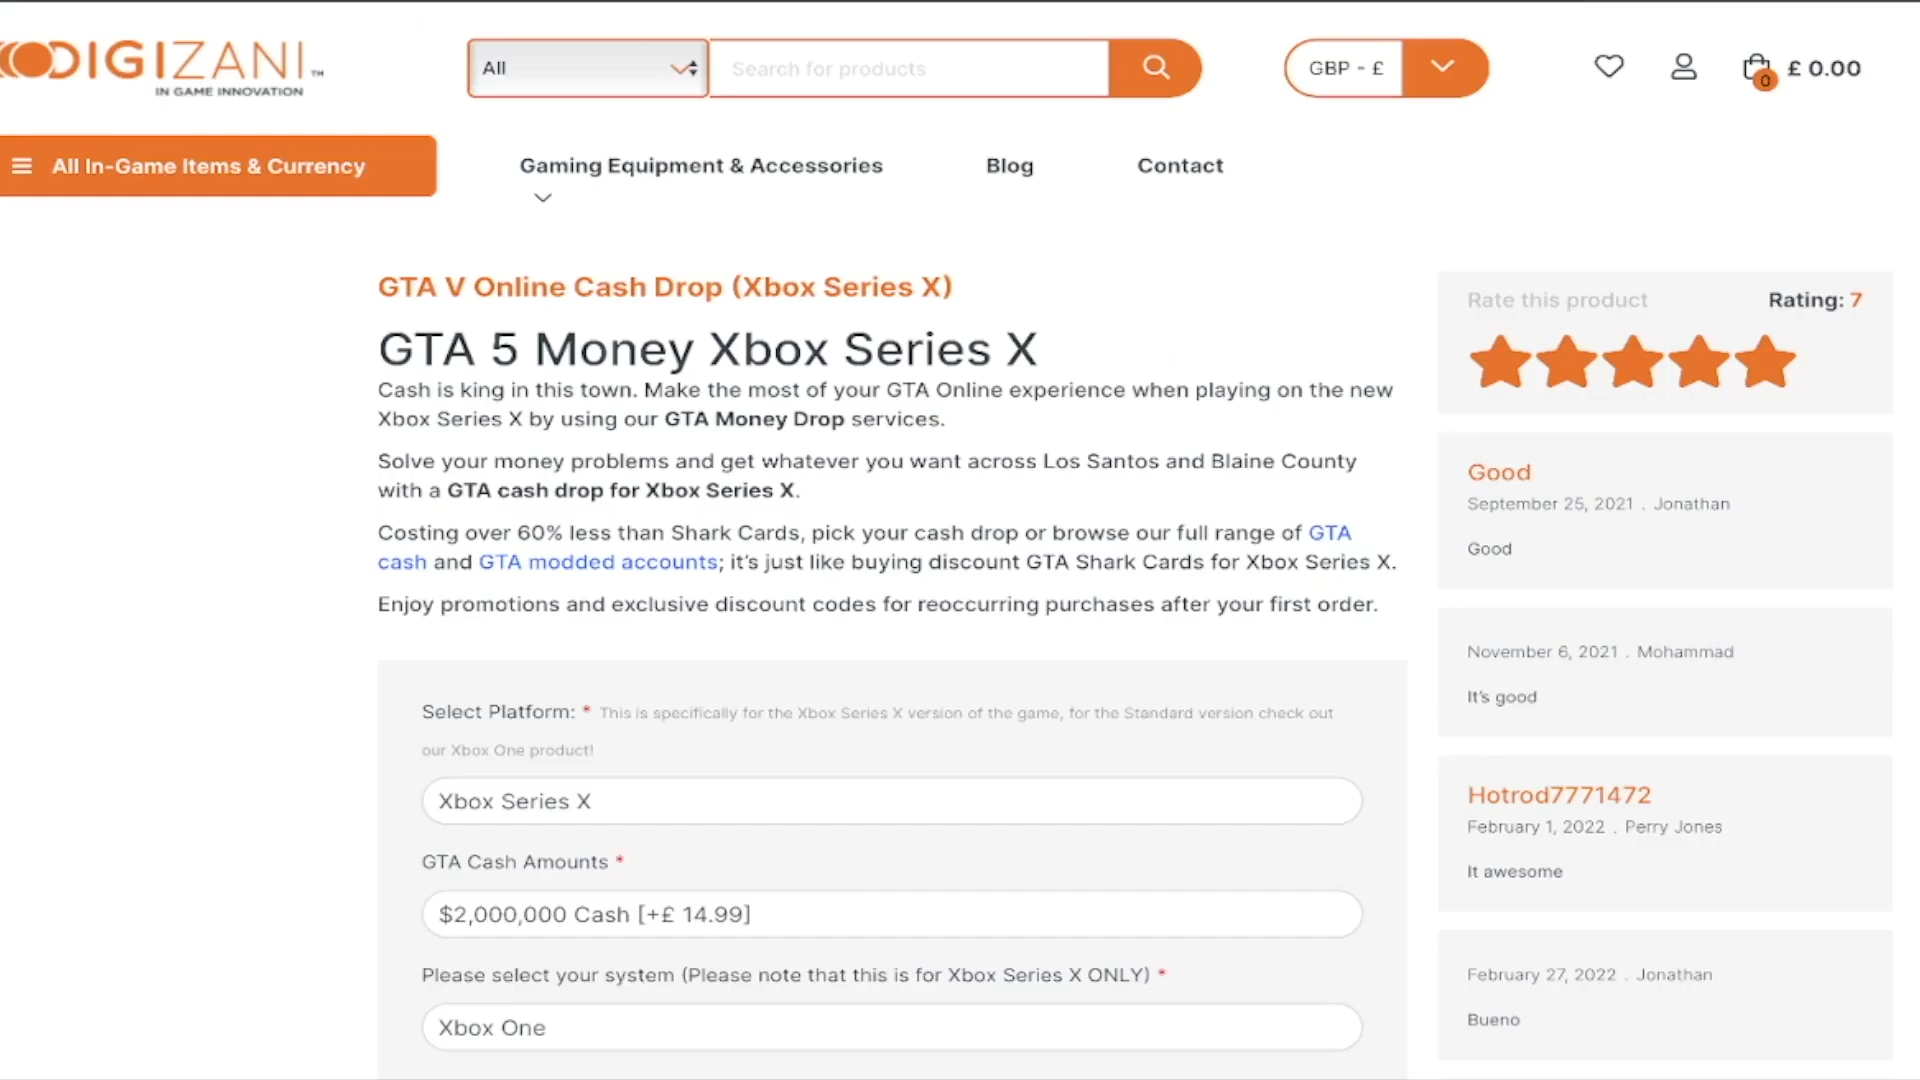 DIGIZANI™
IN GAME INNOVATION
All
Search for products
GBP - £
0
£ 0.00
All In-Game Items & Currency
Gaming Equipment & Accessories
Blog
Contact
GTA V Online Cash Drop (Xbox Series X)
GTA 5 Money Xbox Series X
Cash is king in this town. Make the most of your GTA Online experience when playing on the new
Xbox Series X by using our GTA Money Drop services.
Solve your money problems and get whatever you want across Los Santos and Blaine County
with a GTA cash drop for Xbox Series X.
Costing over 60% less than Shark Cards, pick your cash drop or browse our full range of GTA
cash and GTA modded accounts; it's just like buying discount GTA Shark Cards for Xbox Series X.
Enjoy promotions and exclusive discount codes for reoccurring purchases after your first order.
Select Platform: * This is specifically for the Xbox Series X version of the game, for the Standard version check out
our Xbox One product!
Xbox Series X
GTA Cash Amounts *
$2,000,000 Cash [+£ 14.99]
Please select your system (Please note that this is for Xbox Series X ONLY) *
Xbox One
Rate this product
Rating: 7
Good
September 25, 2021 . Jonathan
Good
November 6, 2021 . Mohammad
It's good
Hotrod7771472
February 1, 2022 . Perry Jones
It awesome
February 27, 2022 . Jonathan
Bueno